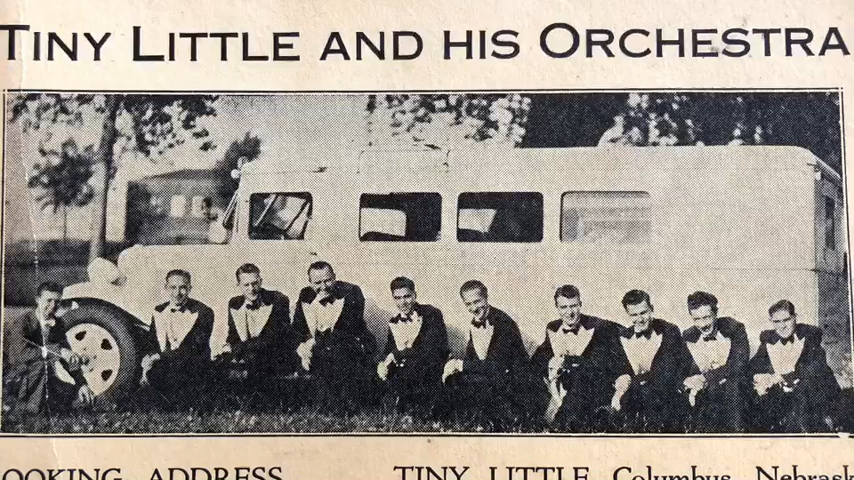 TINY LITTLE AND HIS ORCHESTRA
OOKING ADDRESS TINY LITTLE Columbus Nebrask